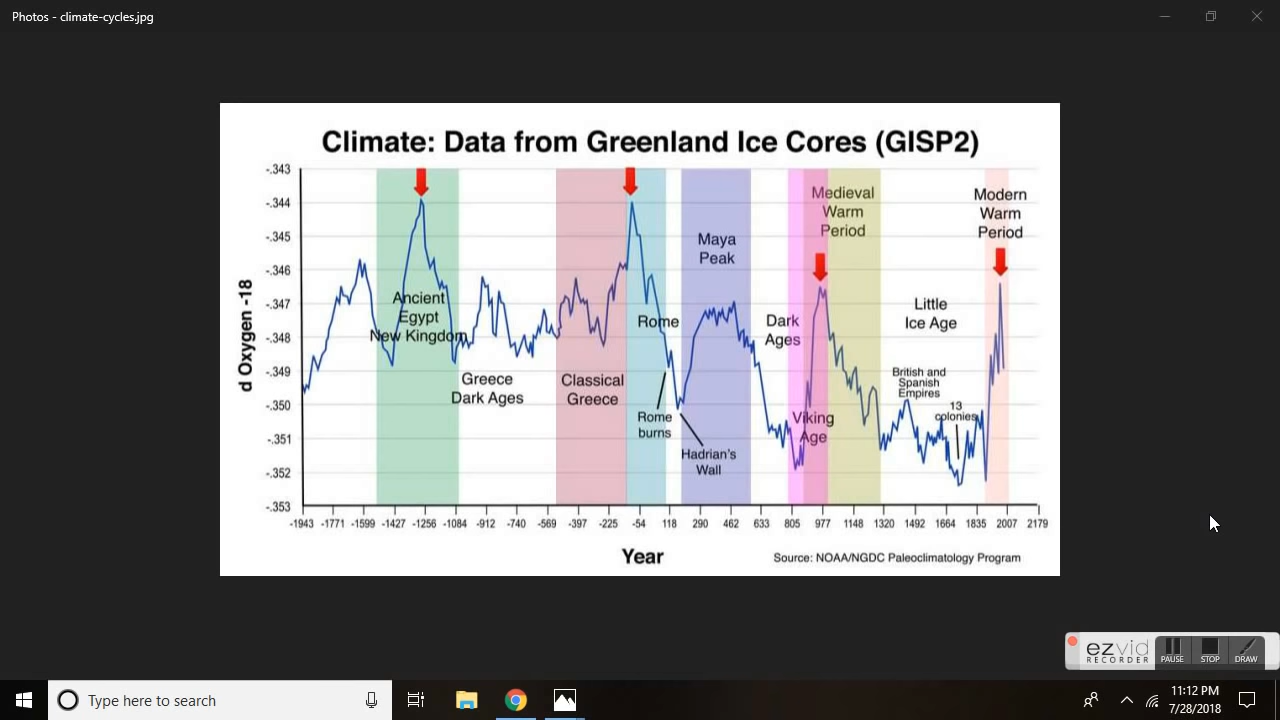 Photos - climate-cycles.jpg
Climate: Data from Greenland Ice Cores (GISP2)
-.343
-.344
-.345
-.346
-.347
-.348
-.349
-.350
-.351
-.352
-.353
d Oxygen -18
Ancient
Egypt
New Kingdom
Greece
Dark Ages
Classical
Greece
Rome
Rome
burns
Hadrian's
Wall
Maya
Peak
Dark
Ages
Viking
Age
Medieval
Warm
Period
Little
Ice Age
British and
Spanish
Empires
13
colonies
Modern
Warm
Period
-1943 -1771 -1599 -1427 -1256 -1084 -912 -740 -569 -397 -225 -54 118 290 462 633 805 977 1148 1320 1492 1664 1835 2007 2179
Year
Source: NOAA/NGDC Paleoclimatology Program
ezvid
RECORDER
PAUSE
STOP
DRAW
Type here to search
11:12 PM
7/28/2018